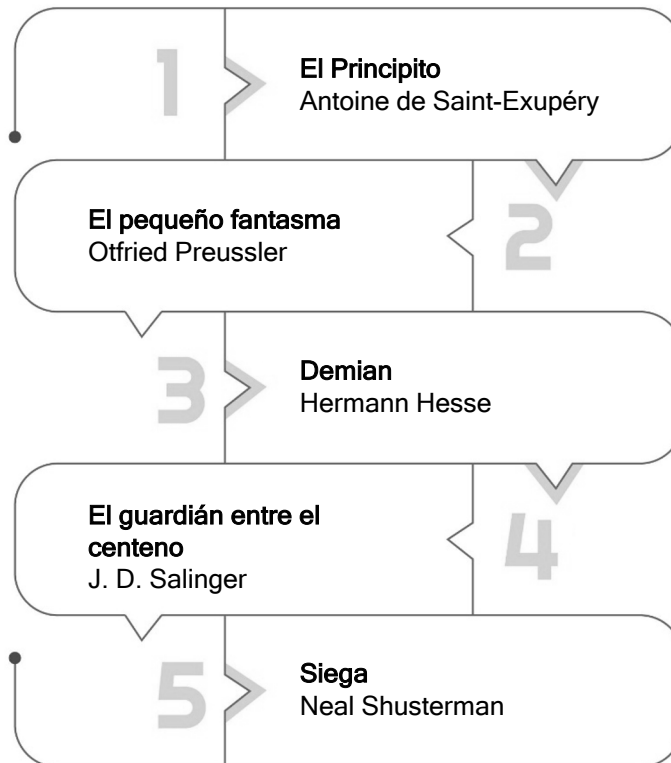 1
El Principito
Antoine de Saint-Exupéry
El pequeño fantasma
Otfried Preussler
2
3
Demian
Hermann Hesse
El guardián entre el
centeno
J. D. Salinger
4
5
Siega
Neal Shusterman